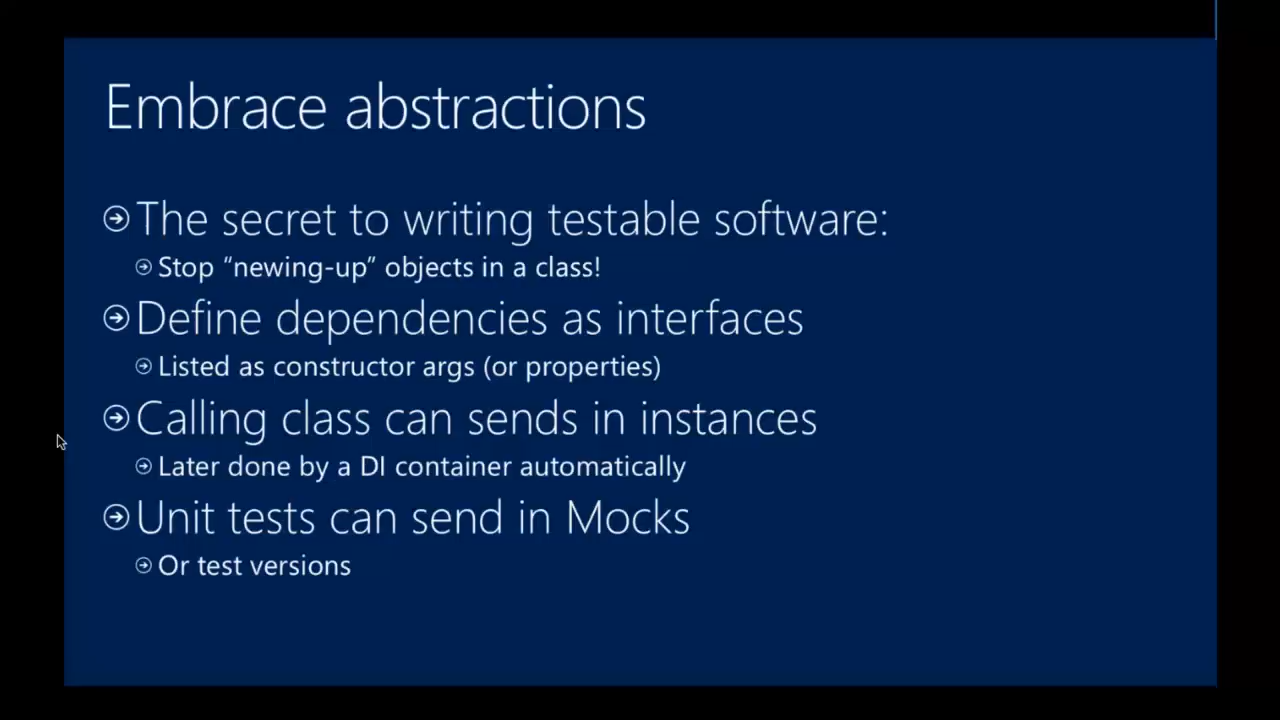 Embrace abstractions
The secret to writing testable software:
Stop “newing-up” objects in a class!
Define dependencies as interfaces
Listed as constructor args (or properties)
Calling class can sends in instances
Later done by a DI container automatically
Unit tests can send in Mocks
Or test versions